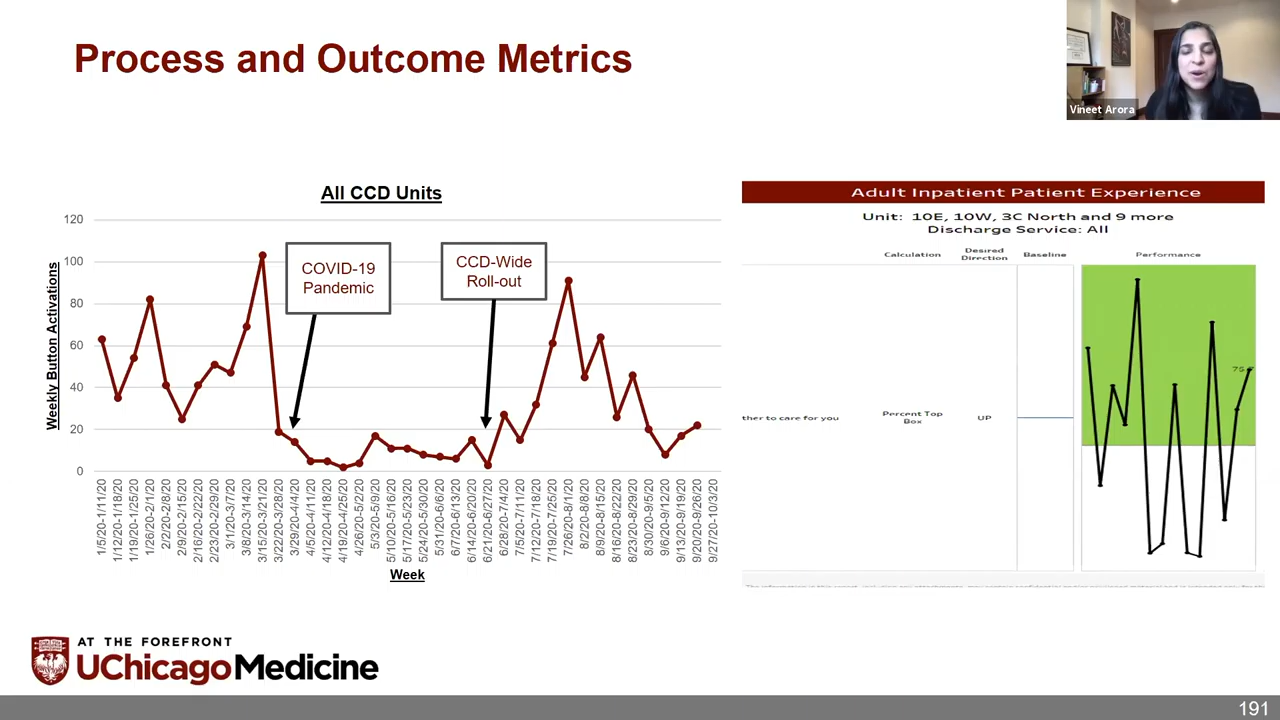 Process and Outcome Metrics
Vineet Arora
All CCD Units
Weekly Button Activations
120
100
80
60
40
20
0
COVID-19
Pandemic
CCD-Wide
Roll-out
1/5/20-1/11/20
1/12/20-1/18/20
1/19/20-1/25/20
1/26/20-2/1/20
2/2/20-2/8/20
2/9/20-2/15/20
2/16/20-2/22/20
2/23/20-2/29/20
3/1/20-3/7/20
3/8/20-3/14/20
3/15/20-3/21/20
3/22/20-3/28/20
3/29/20-4/4/20
4/5/20-4/11/20
4/12/20-4/18/20
4/19/20-4/25/20
4/26/20-5/2/20
5/3/20-5/9/20
5/10/20-5/16/20
5/17/20-5/23/20
5/24/20-5/30/20
5/31/20-6/6/20
6/7/20-6/13/20
6/14/20-6/20/20
6/21/20-6/27/20
6/28/20-7/4/20
7/5/20-7/11/20
7/12/20-7/18/20
7/19/20-7/25/20
7/26/20-8/1/20
8/2/20-8/8/20
8/9/20-8/15/20
8/16/20-8/22/20
8/23/20-8/29/20
8/30/20-9/5/20
9/6/20-9/12/20
9/13/20-9/19/20
9/20/20-9/26/20
9/27/20-10/3/20
Week
Adult Inpatient Patient Experience
Unit: 10E, 10W, 3C North and 9 more
Discharge Service: All
Calculation
Desired
Direction
Baseline
Performance
ther to care for you
Percent Top
Box
UP
AT THE FOREFRONT
UChicago Medicine
191